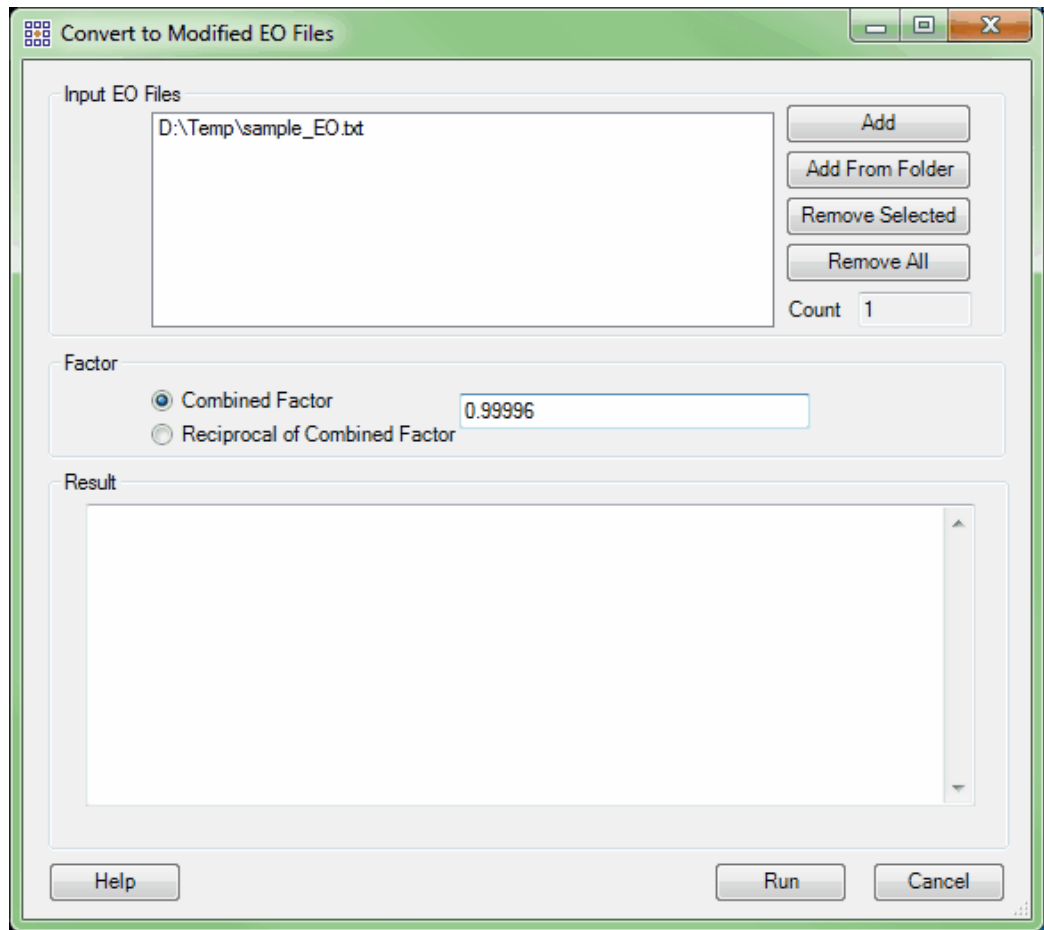 Convert to Modified EO Files
Input EO Files
D:\Temp\sample_EO.txt
Add
Add From Folder
Remove Selected
Remove All
Count 1
Factor
Combined Factor
0.99996
Reciprocal of Combined Factor
Result
Help Run Cancel